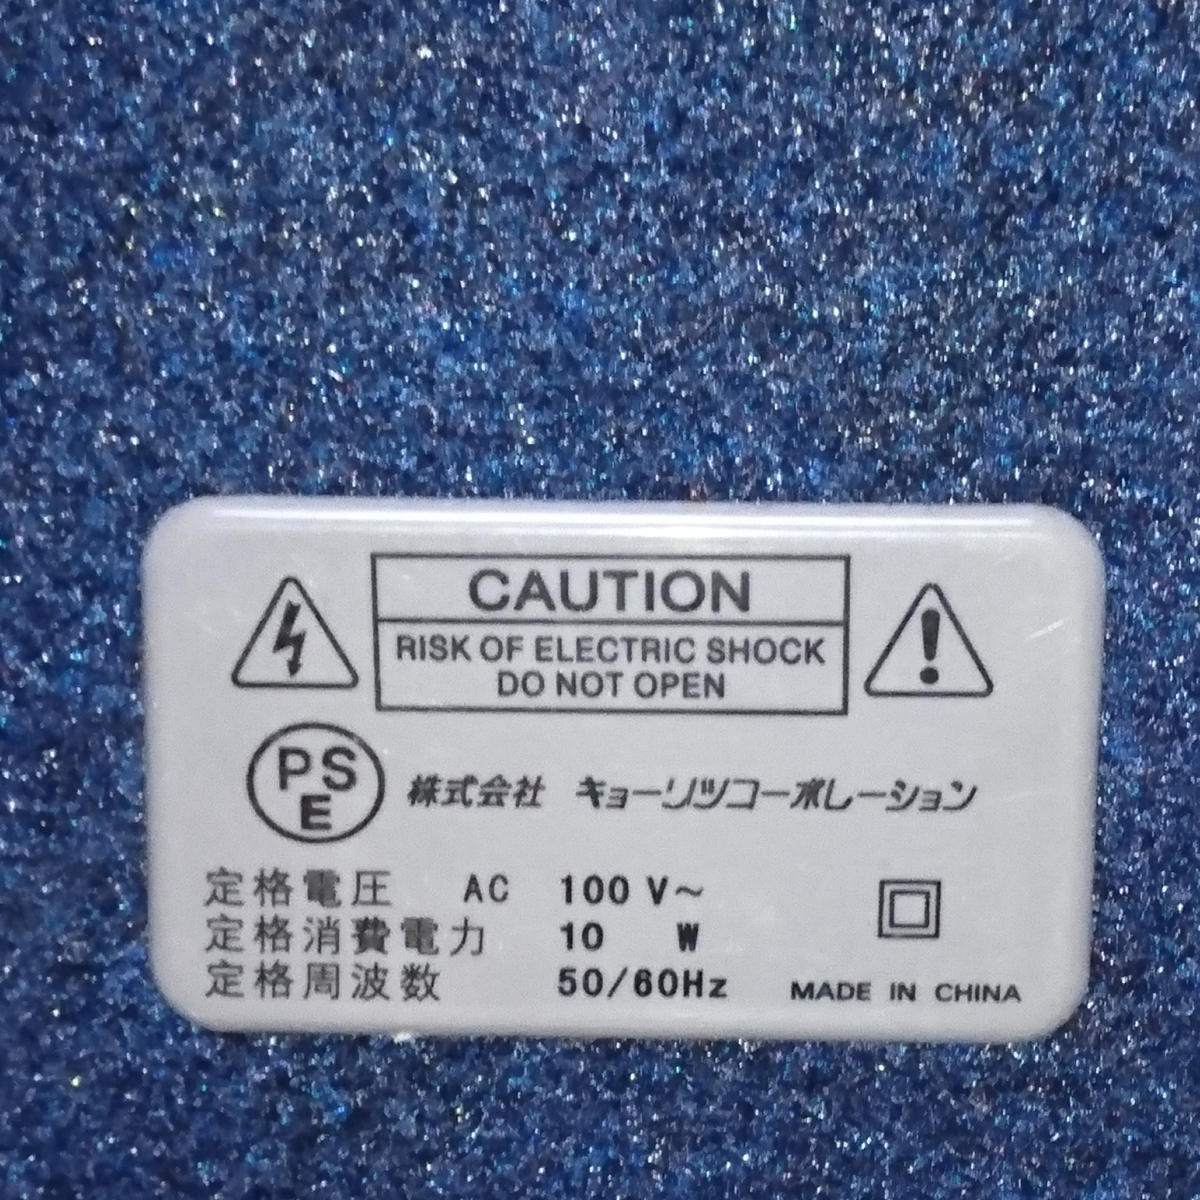 CAUTION
RISK OF ELECTRIC SHOCK
DO NOT OPEN
PS
E
株式会社 キョーリツコーポレーション
定格電圧 AC 100 V~
定格消費電力 10 W
定格周波数 50/60Hz
MADE IN CHINA